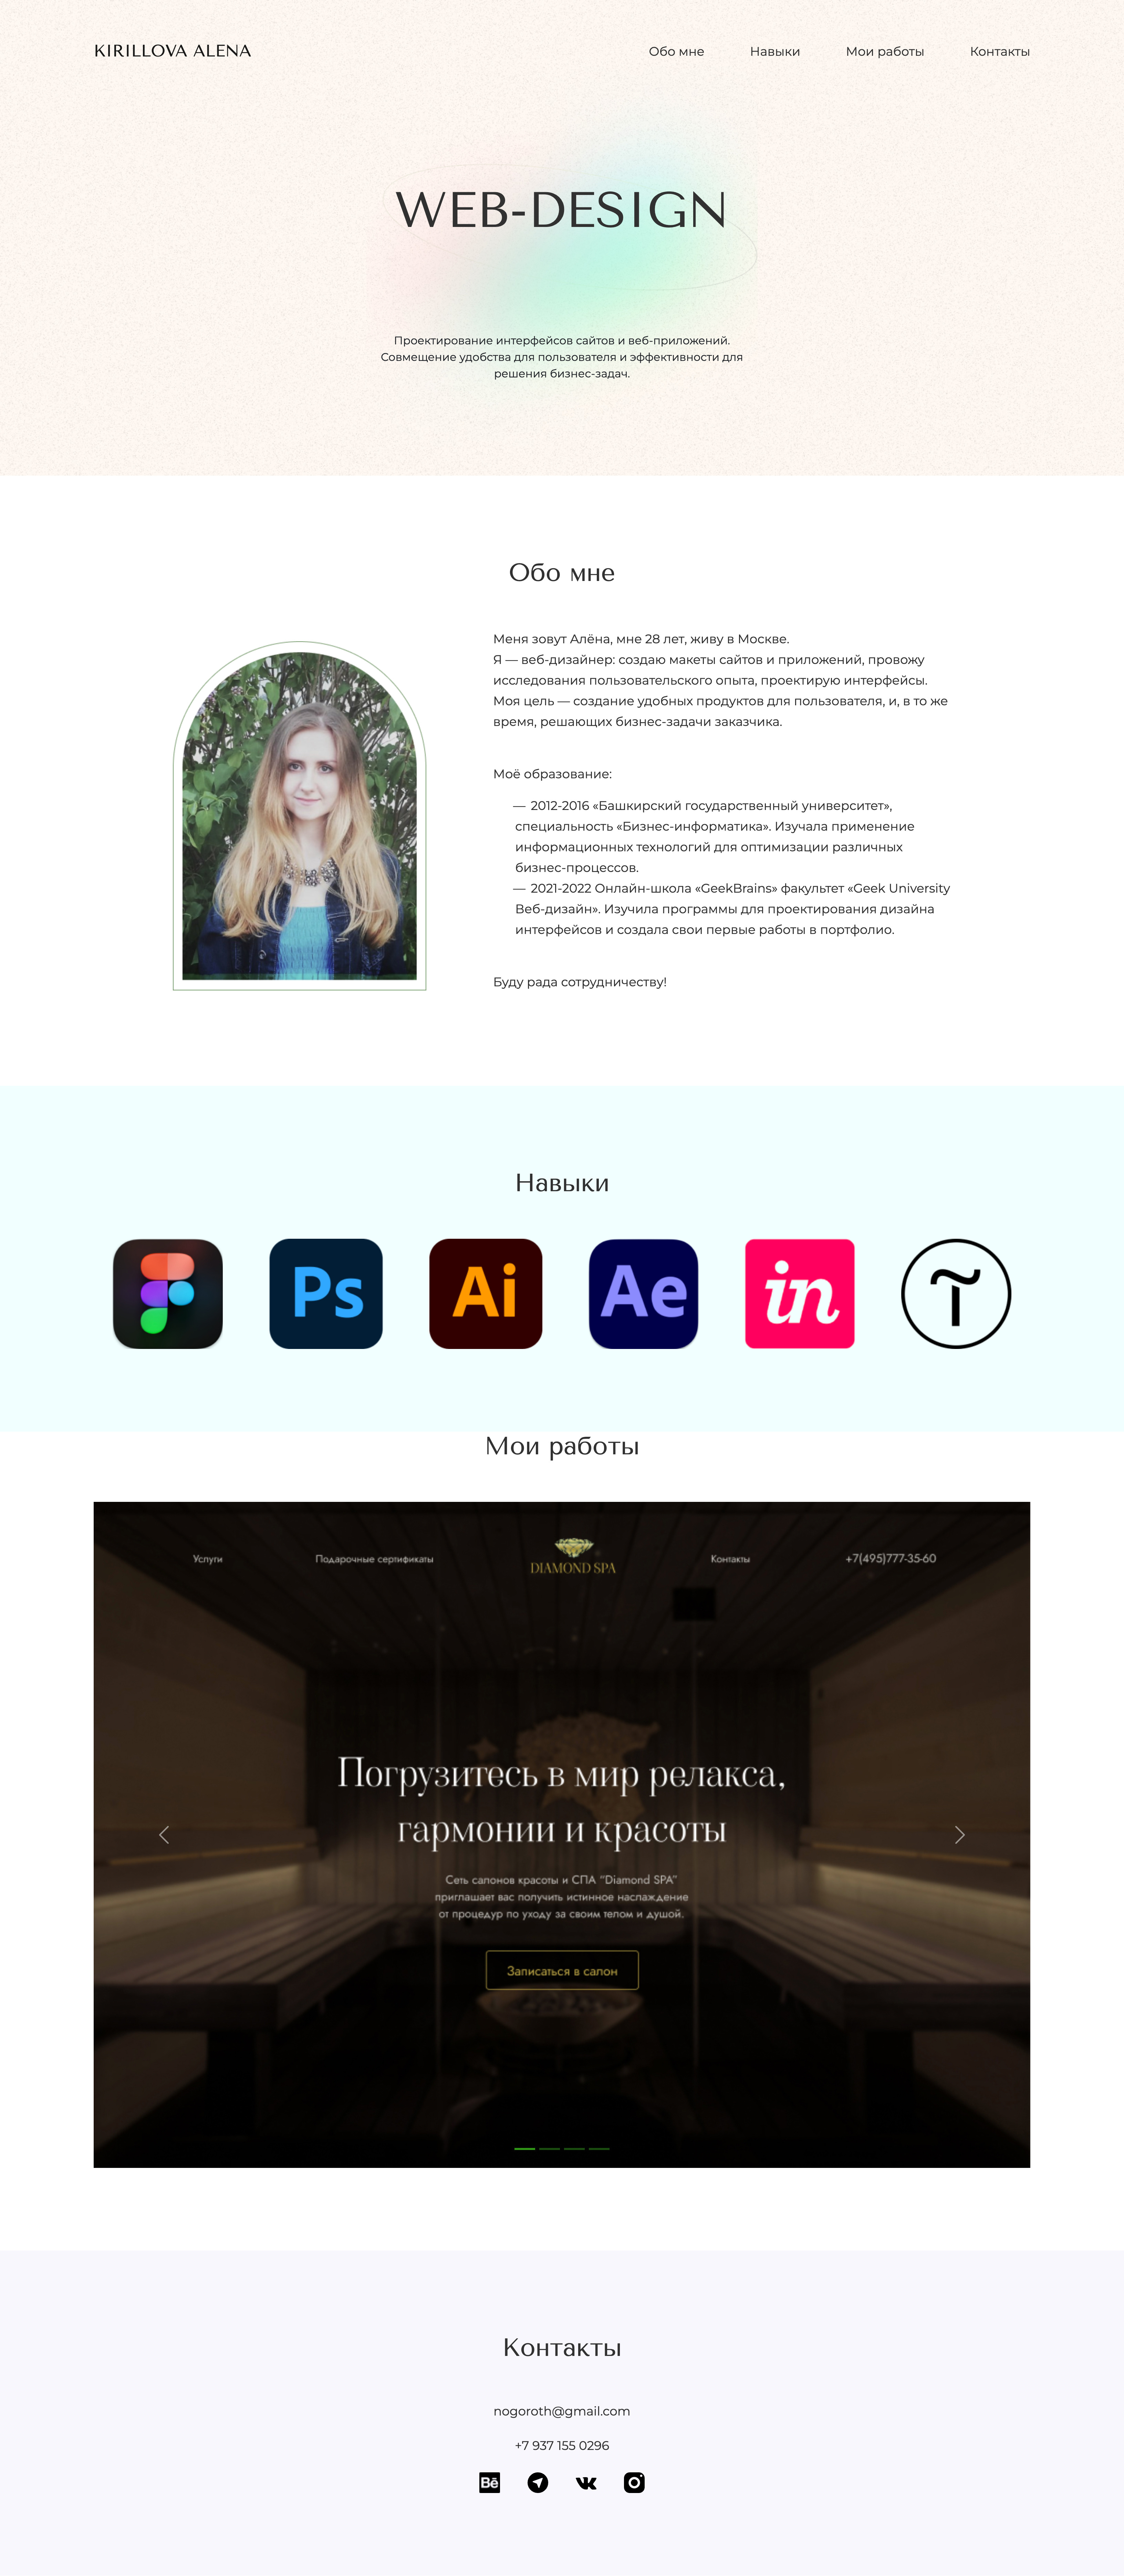 KIRILLOVA ALENA
Обо мне
Навыки
Мои работы
Контакты
WEB-DESIGN
Проектирование интерфейсов сайтов и веб-приложений.
Совмещение удобства для пользователя и эффективности для
решения бизнес-задач.
Обо мне
Меня зовут Алёна, мне 28 лет, живу в Москве.
Я — веб-дизайнер: создаю макеты сайтов и приложений, провожу
исследования пользовательского опыта, проектирую интерфейсы.
Моя цель — создание удобных продуктов для пользователя, и, в то же
время, решающих бизнес-задачи заказчика.
Моё образование:
— 2012-2016 «Башкирский государственный университет»,
специальность «Бизнес-информатика». Изучала применение
информационных технологий для оптимизации различных
бизнес-процессов.
— 2021-2022 Онлайн-школа «GeekBrains» факультет «Geek University
Веб-дизайн». Изучила программы для проектирования дизайна
интерфейсов и создала свои первые работы в портфолио.
Буду рада сотрудничеству!
Навыки
Ps
Ai
Ae
in
Мои работы
Услуги
Подарочные сертификаты
DIAMOND SPA
Контакты
+7(495)777-35-60
Погрузитесь в мир релакса,
гармонии и красоты
Сеть салонов красоты и СПА "Diamond SPA"
приглашает вас получить истинное наслаждение
от процедур по уходу за своим телом и душой.
Записаться в салон
Контакты
nogoroth@gmail.com
+7 937 155 0296
Bē